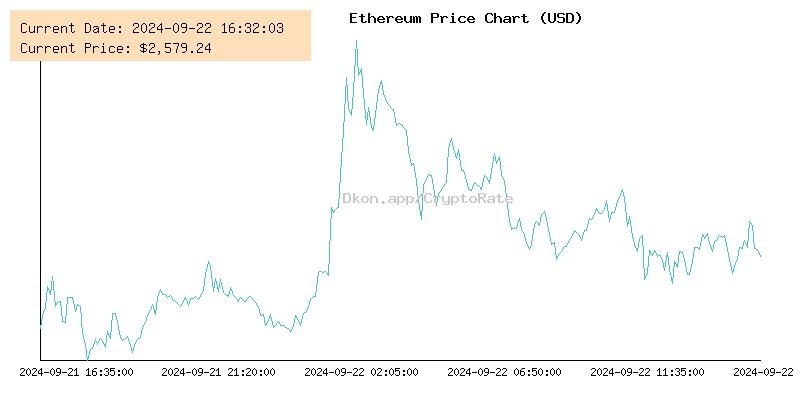 Ethereum Price Chart (USD)
Current Date: 2024-09-22 16:32:03
Current Price: $2,579.24
Dkon.app/CryptoRate
2024-09-21 16:35:00 2024-09-21 21:20:00 2024-09-22 02:05:00 2024-09-22 06:50:00 2024-09-22 11:35:00 2024-09-22